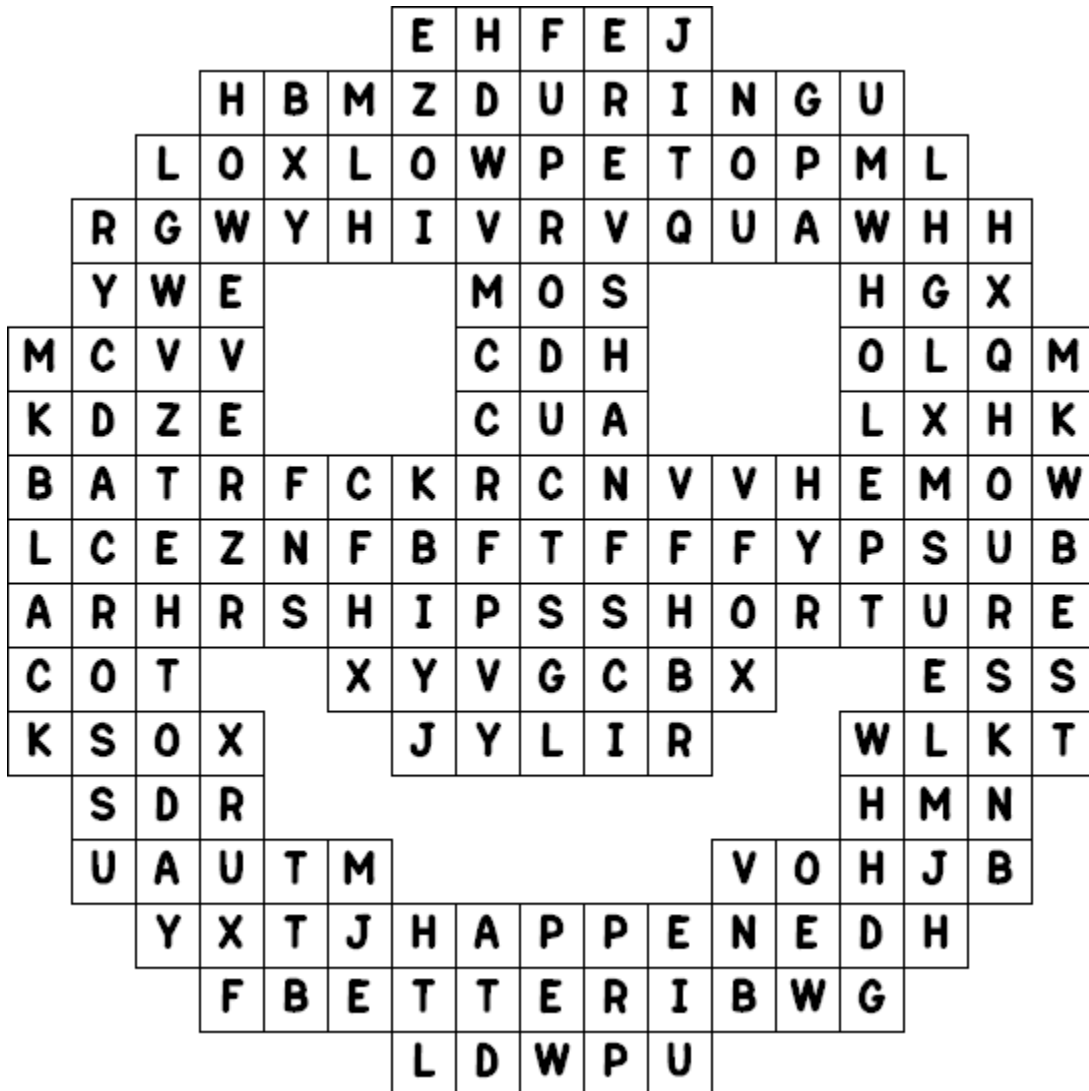 E H F E J
H B M Z D U R I N G U
L O X L O W P E T O P M L
R G W Y H I V R V Q U A W H H
Y W E M O S H G X
M C V V C D H O L Q M
K D Z E C U A L X H K
B A T R F C K R C N V V H E M O W
L C E Z N F B F T F F F Y P S U B
A R H R S H I P S S H O R T U R E
C O T X Y V G C B X E S S
K S O X J Y L I R W L K T
S D R H M N
U A U T M V O H J B
Y X T J H A P P E N E D H
F B E T T E R I B W G
L D W P U